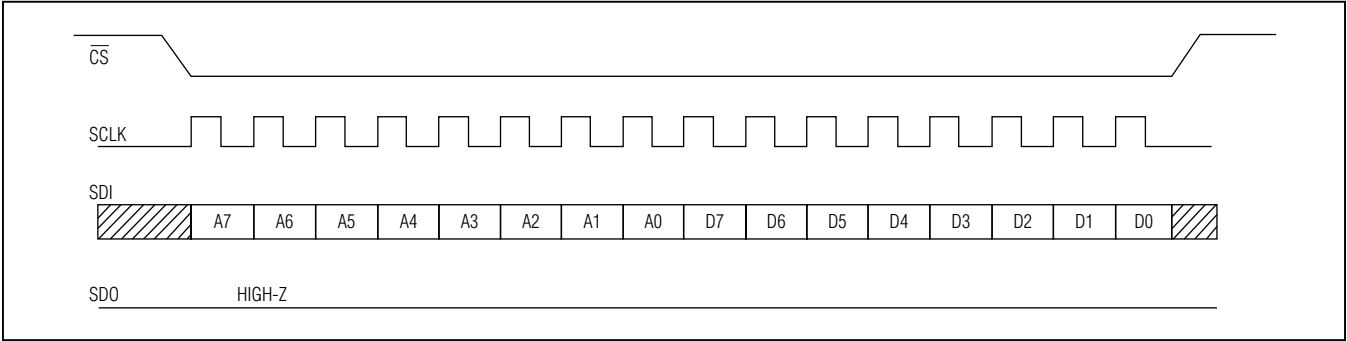 C̅S̅
SCLK
SDI
A7 A6 A5 A4 A3 A2 A1 A0 D7 D6 D5 D4 D3 D2 D1 D0
SDO HIGH-Z